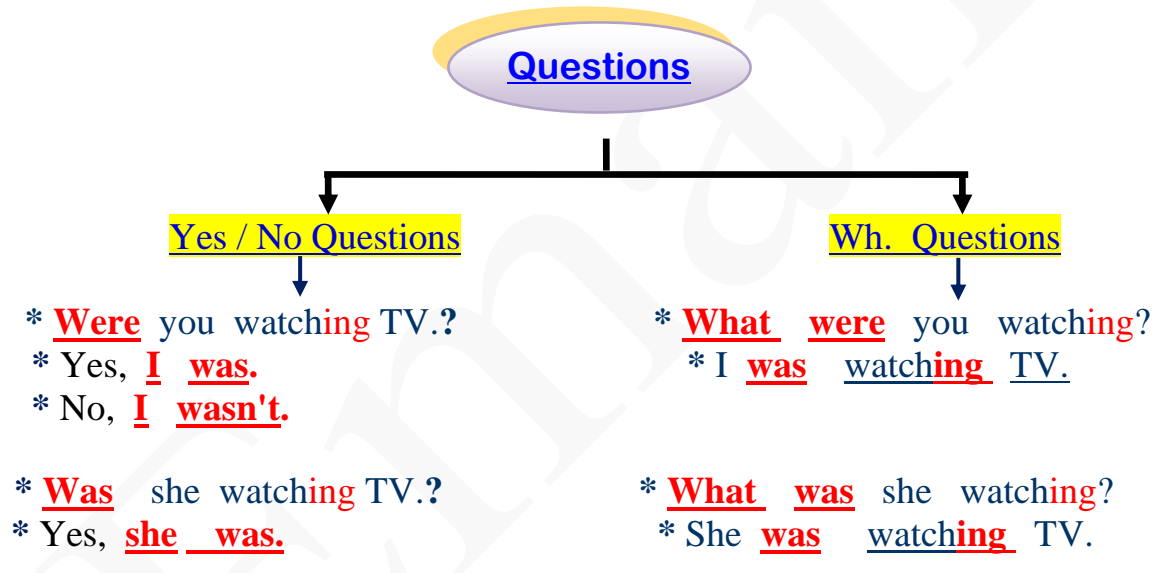 Questions
Yes / No Questions
* Were you watching TV.?
* Yes, I was.
* No, I wasn't.
* Was she watching TV.?
* Yes, she was.
Wh. Questions
* What were you watching?
* I was watching TV.
* What was she watching?
* She was watching TV.